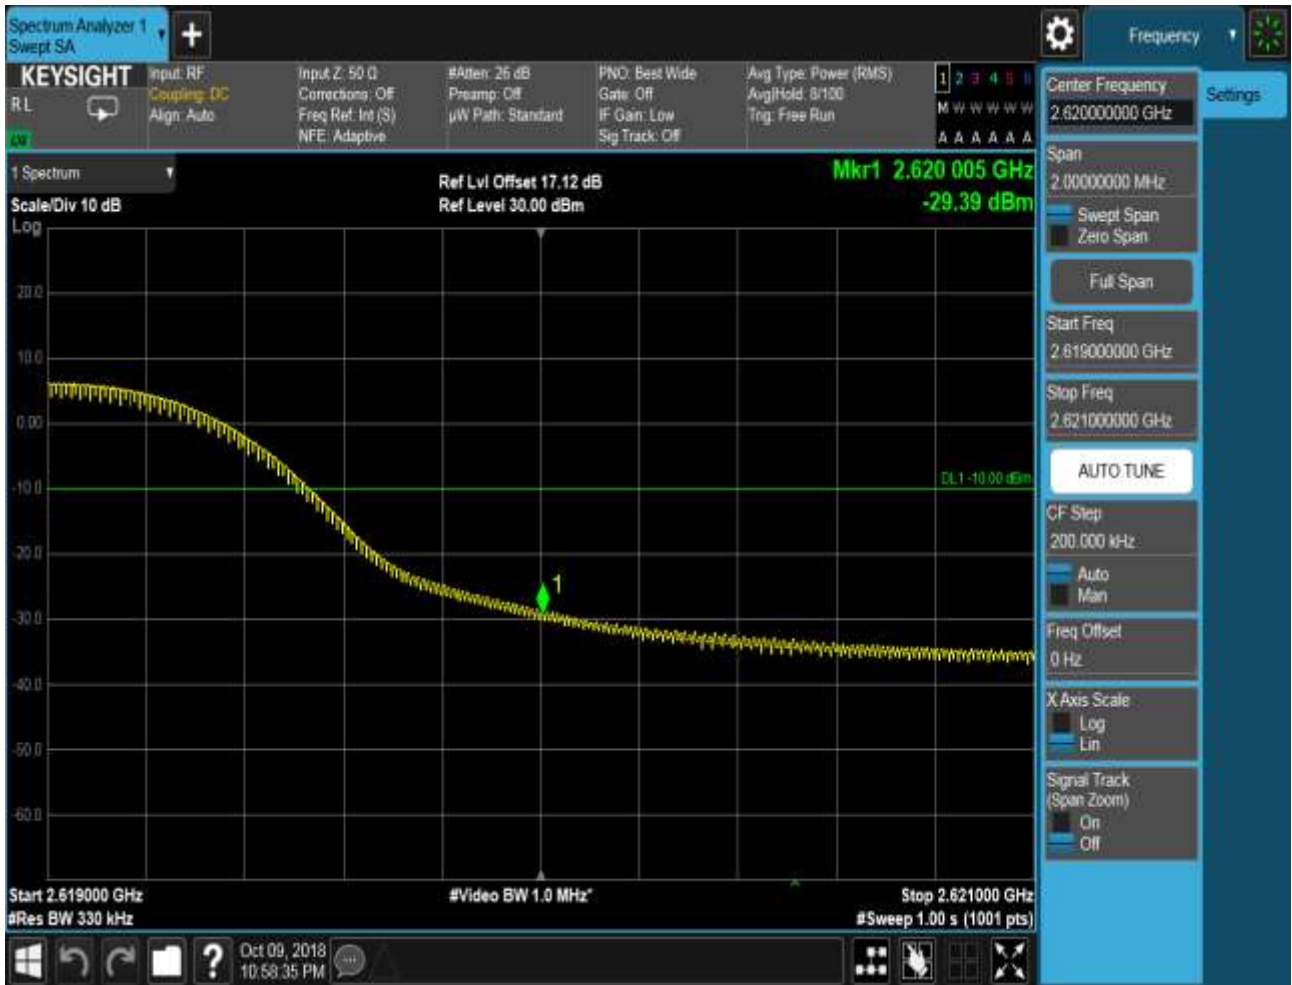 Spectrum Analyzer 1
Swept SA
+
Frequency
KEYSIGHT
R L
Input: RF
Coupling: DC
Align: Auto
Input Z: 50 Ω
Corrections: Off
Freq Ref: Int (S)
NFE: Adaptive
#Atten: 26 dB
Preamp: Off
µW Path: Standard
PNO: Best Wide
Gate: Off
IF Gain: Low
Sig Track: Off
Avg Type: Power (RMS)
Avg|Hold: 8/100
Trig: Free Run
1 2 3 4 5 6
M W W W W W
A A A A A A
1 Spectrum
Scale/Div 10 dB
Log
Ref Lvl Offset 17.12 dB
Ref Level 30.00 dBm
Mkr1 2.620 005 GHz
-29.39 dBm
20.0
10.0
0.00
-10.0
-20.0
-30.0
-40.0
-50.0
-60.0
DL1 -10.00 dBm
1
Start 2.619000 GHz
#Res BW 330 kHz
#Video BW 1.0 MHz*
Stop 2.621000 GHz
#Sweep 1.00 s (1001 pts)
Oct 09, 2018
10:58:35 PM
Center Frequency
2.620000000 GHz
Settings
Span
2.00000000 MHz
Swept Span
Zero Span
Full Span
Start Freq
2.619000000 GHz
Stop Freq
2.621000000 GHz
AUTO TUNE
CF Step
200.000 kHz
Auto
Man
Freq Offset
0 Hz
X Axis Scale
Log
Lin
Signal Track
(Span Zoom)
On
Off